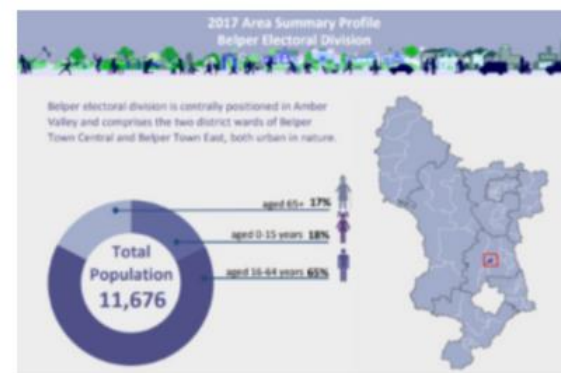 2017 Area Summary Profile
Belper Electoral Division
Belper electoral division is centrally positioned in Amber
Valley and comprises the two district wards of Belper
Town Central and Belper Town East, both urban in nature.
aged 65+ 17%
aged 0-15 years 18%
aged 16-64 years 65%
Total
Population
11,676